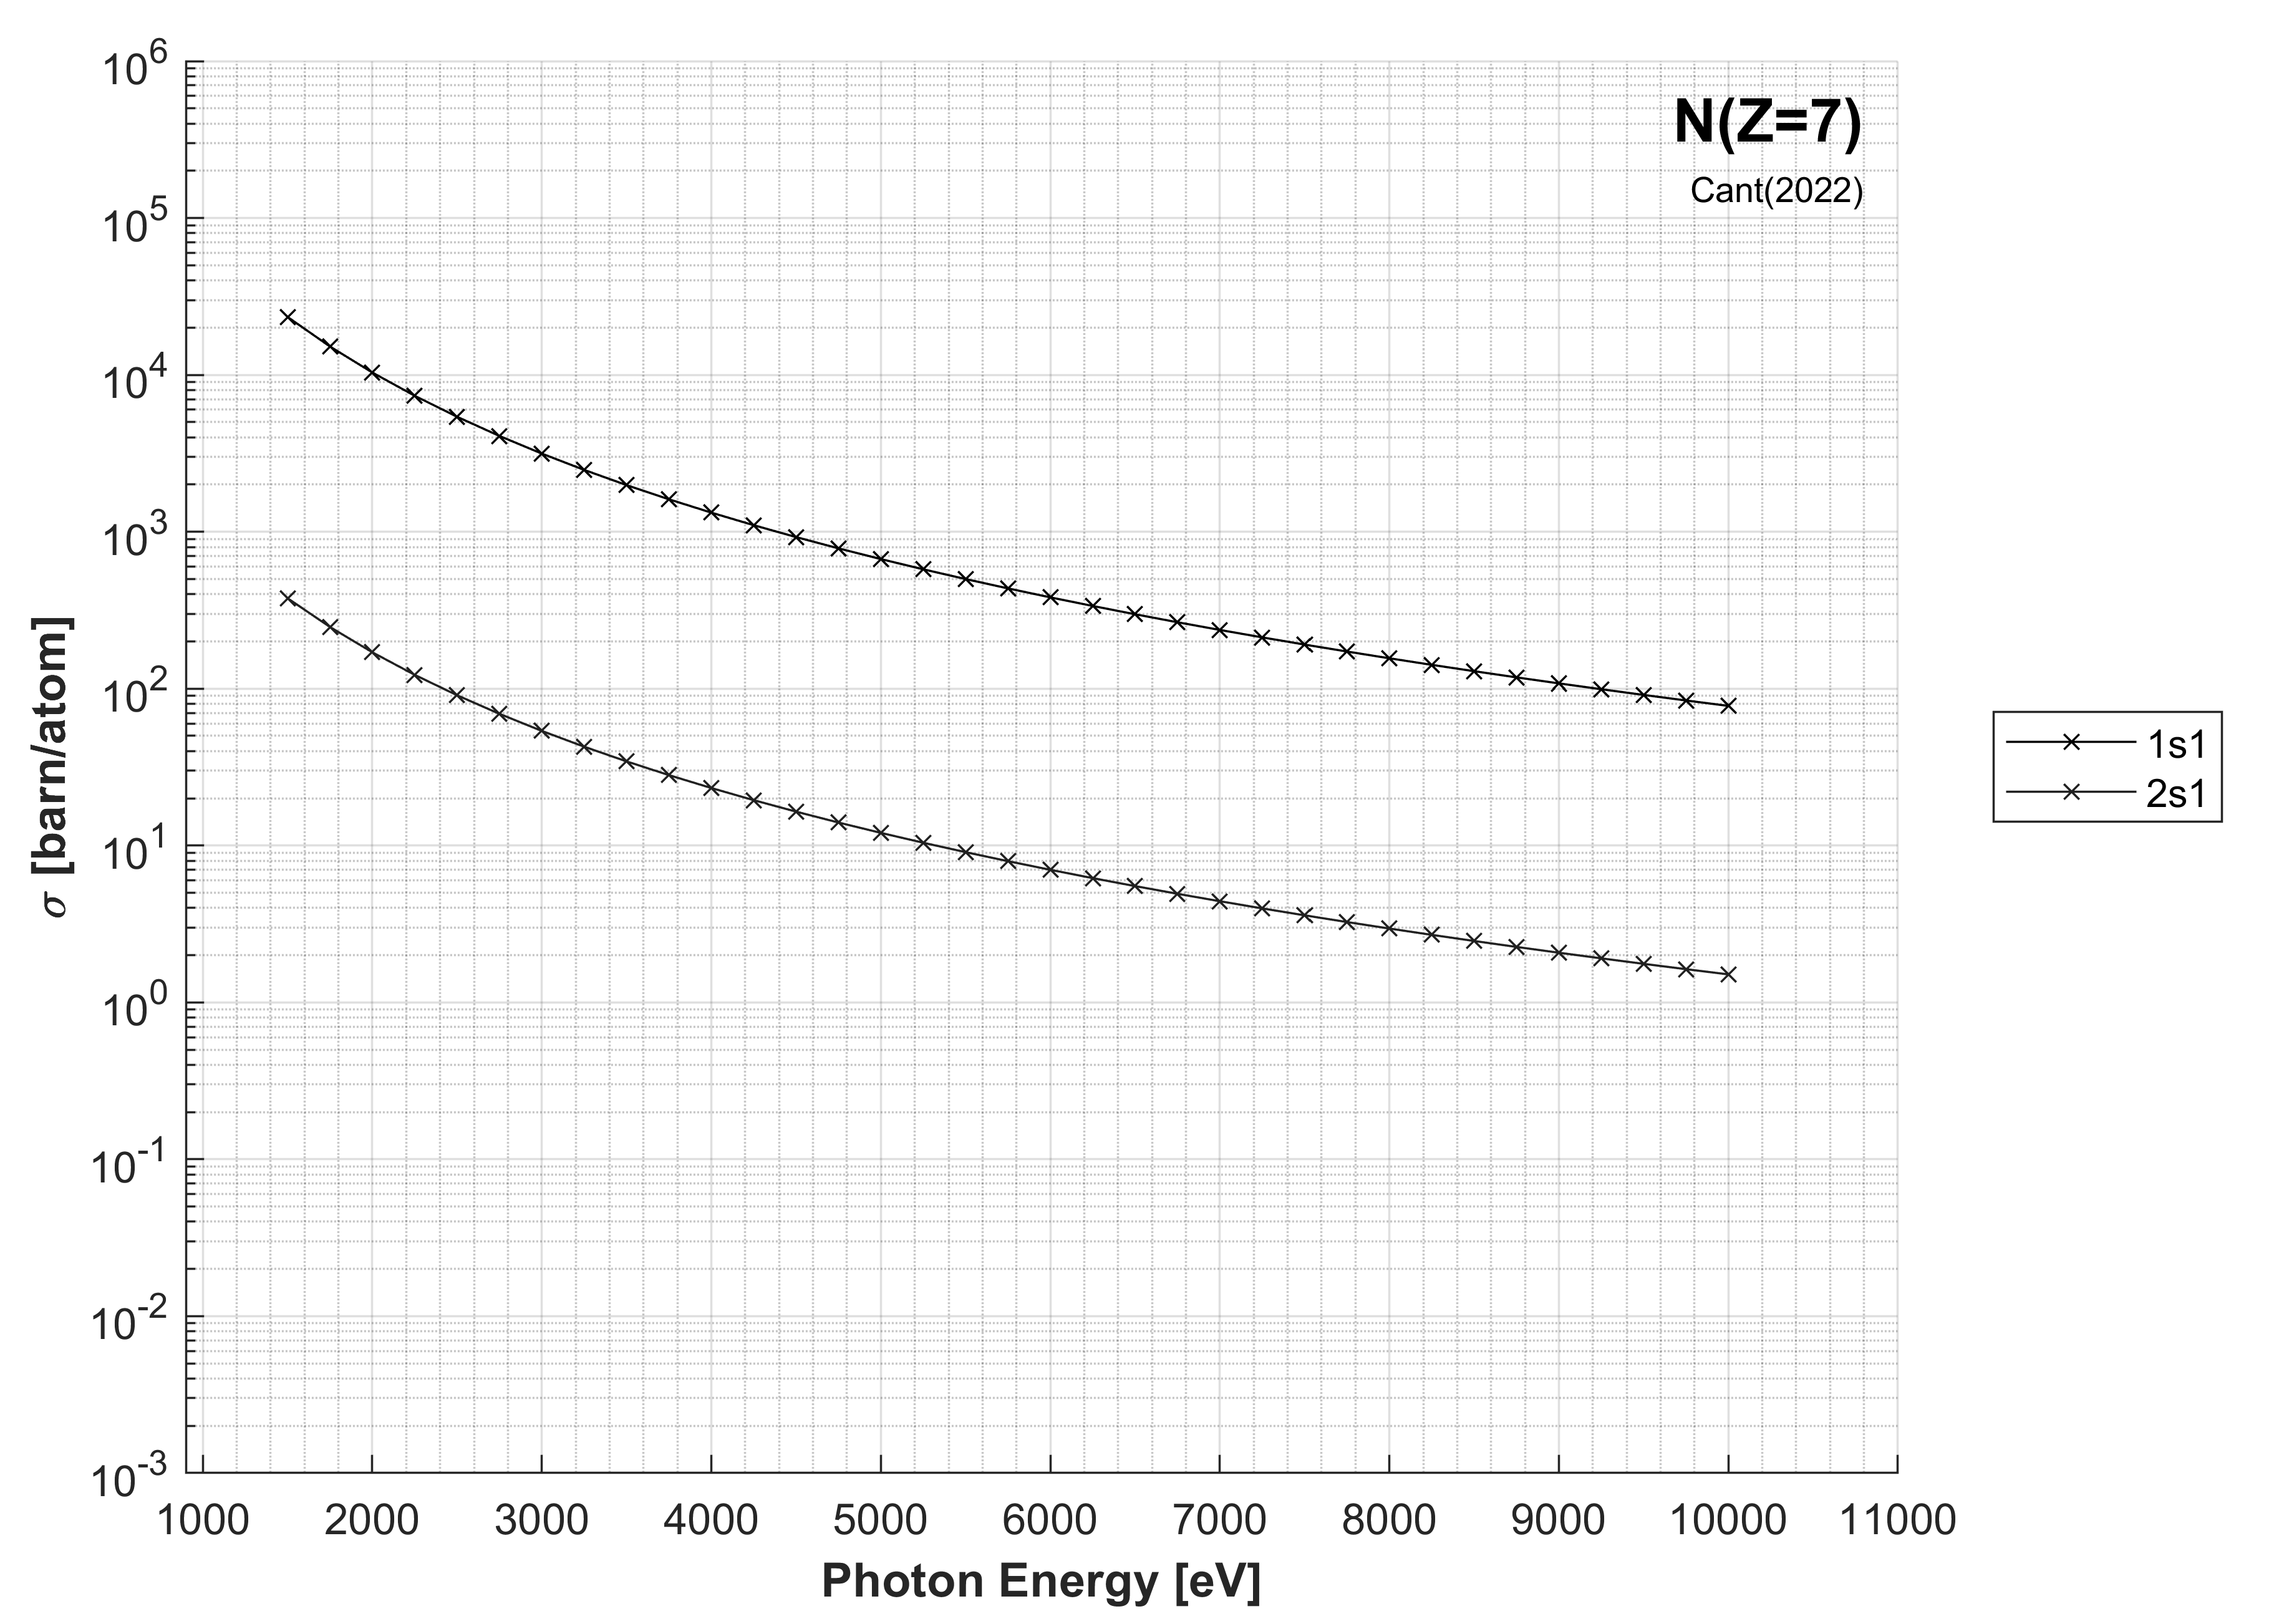 N(Z=7)
Cant(2022)
10^6
10^5
10^4
10^3
10^2
10^1
10^0
10^-1
10^-2
10^-3
σ [barn/atom]
1s1
2s1
1000 2000 3000 4000 5000 6000 7000 8000 9000 10000 11000
Photon Energy [eV]